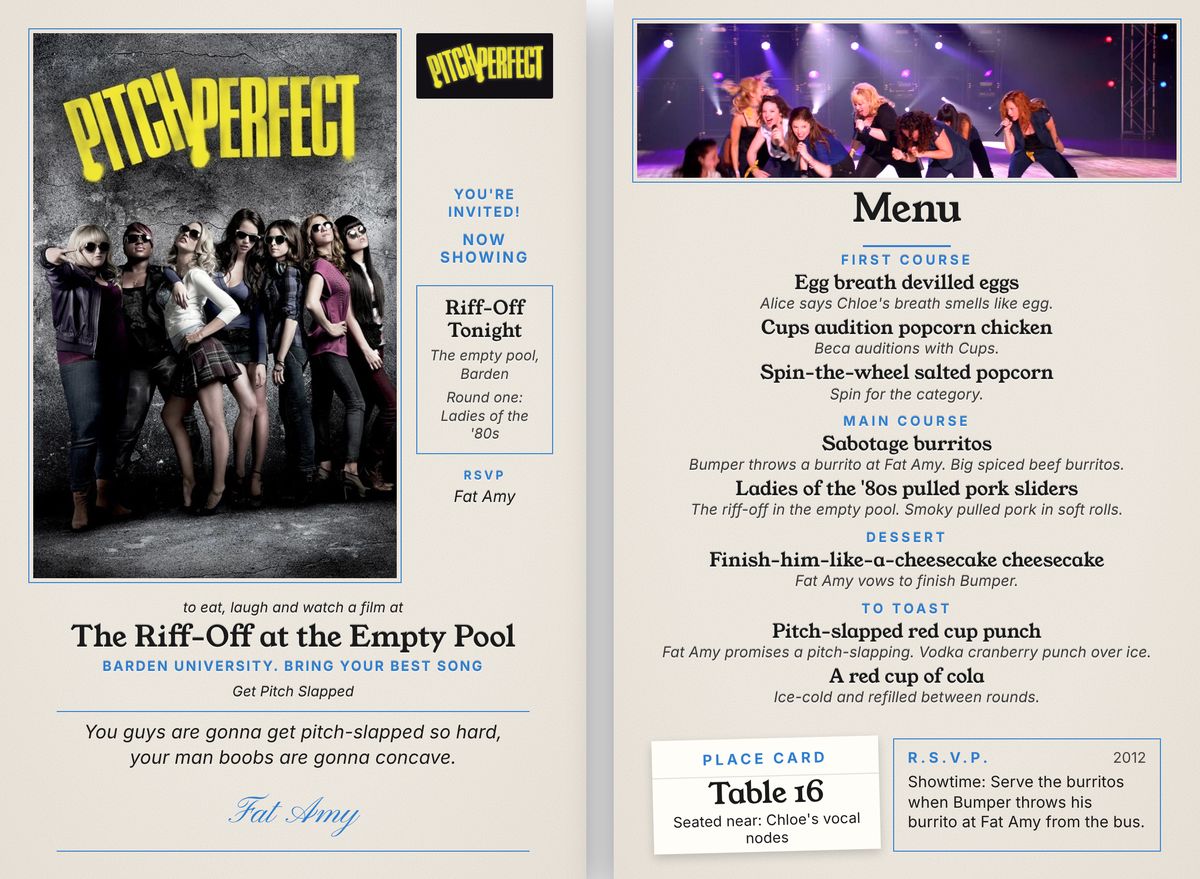 PITCH PERFECT
PITCH PERFECT
YOU'RE
INVITED!
NOW
SHOWING
Riff-Off
Tonight
The empty pool,
Barden
Round one:
Ladies of the
'80s
RSVP
Fat Amy
to eat, laugh and watch a film at
The Riff-Off at the Empty Pool
BARDEN UNIVERSITY. BRING YOUR BEST SONG
Get Pitch Slapped
You guys are gonna get pitch-slapped so hard,
your man boobs are gonna concave.
Fat Amy
Menu
FIRST COURSE
Egg breath devilled eggs
Alice says Chloe's breath smells like egg.
Cups audition popcorn chicken
Beca auditions with Cups.
Spin-the-wheel salted popcorn
Spin for the category.
MAIN COURSE
Sabotage burritos
Bumper throws a burrito at Fat Amy. Big spiced beef burritos.
Ladies of the '80s pulled pork sliders
The riff-off in the empty pool. Smoky pulled pork in soft rolls.
DESSERT
Finish-him-like-a-cheesecake cheesecake
Fat Amy vows to finish Bumper.
TO TOAST
Pitch-slapped red cup punch
Fat Amy promises a pitch-slapping. Vodka cranberry punch over ice.
A red cup of cola
Ice-cold and refilled between rounds.
PLACE CARD
Table 16
Seated near: Chloe's vocal
nodes
R.S.V.P. 2012
Showtime: Serve the burritos
when Bumper throws his
burrito at Fat Amy from the bus.